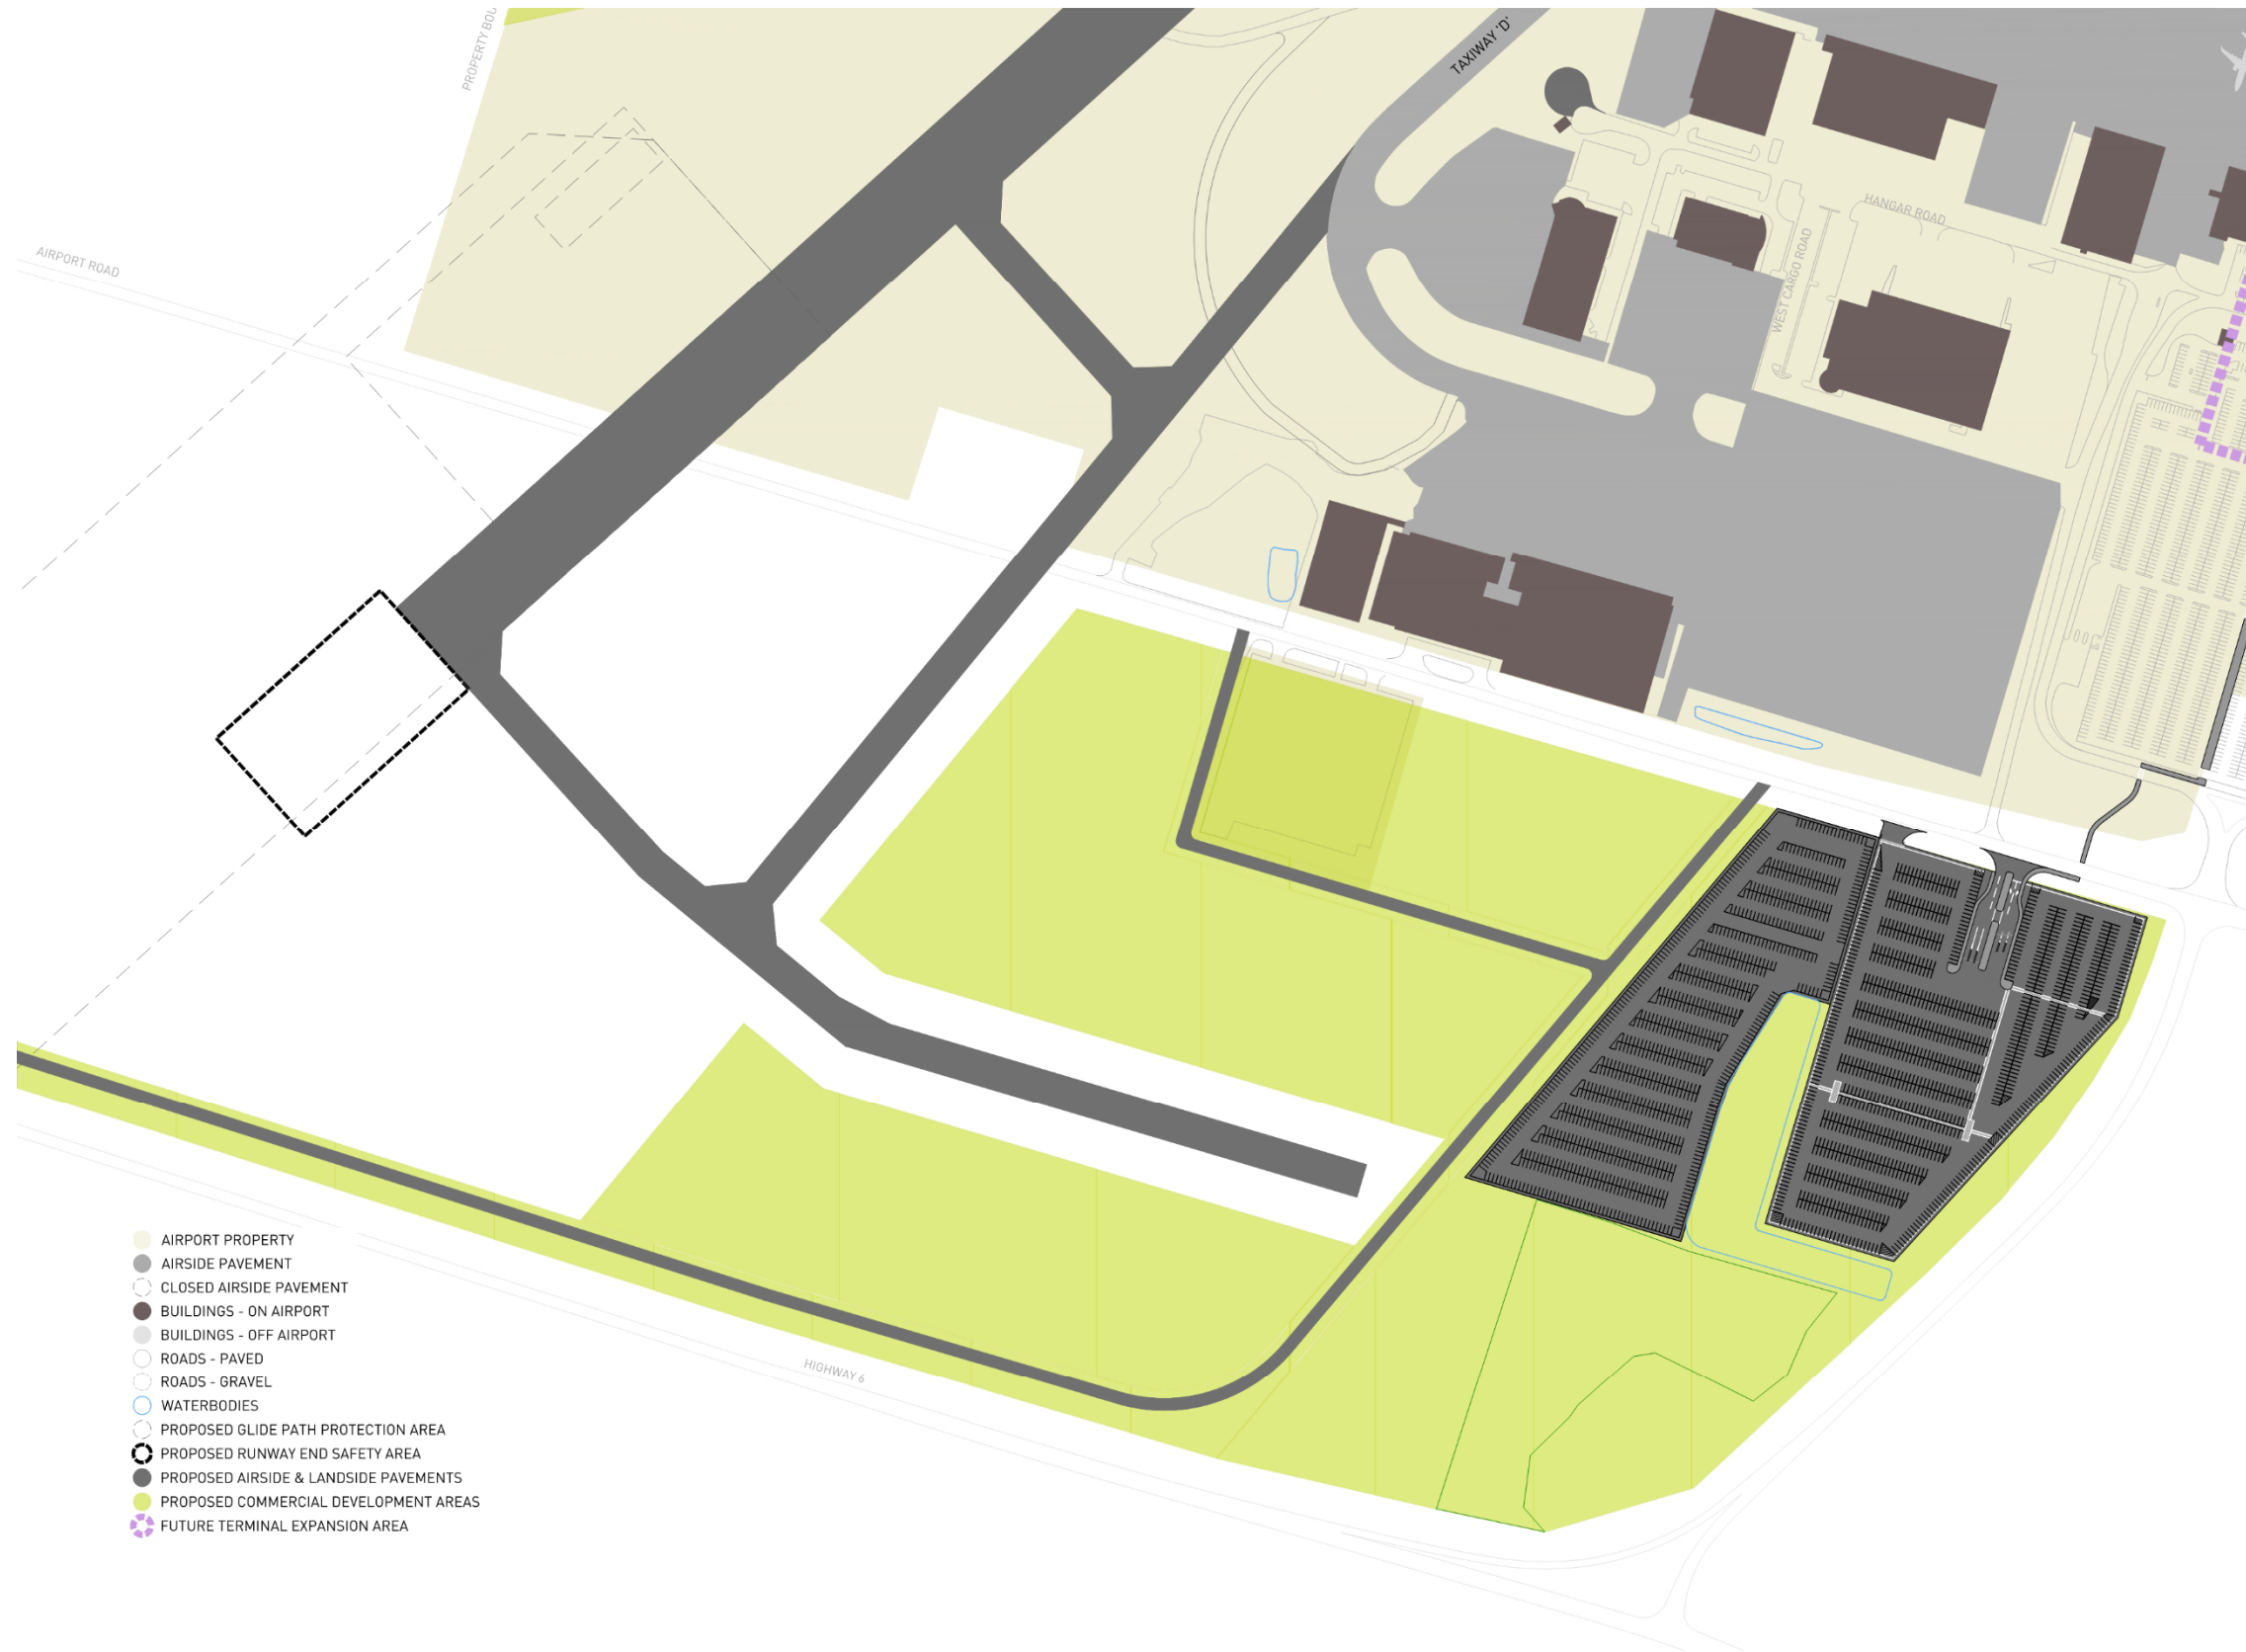 PROPERTY BOU
TAXIWAY 'D'
HANGAR ROAD
WEST CARGO ROAD
AIRPORT ROAD
HIGHWAY 6
AIRPORT PROPERTY
AIRSIDE PAVEMENT
CLOSED AIRSIDE PAVEMENT
BUILDINGS - ON AIRPORT
BUILDINGS - OFF AIRPORT
ROADS - PAVED
ROADS - GRAVEL
WATERBODIES
PROPOSED GLIDE PATH PROTECTION AREA
PROPOSED RUNWAY END SAFETY AREA
PROPOSED AIRSIDE & LANDSIDE PAVEMENTS
PROPOSED COMMERCIAL DEVELOPMENT AREAS
FUTURE TERMINAL EXPANSION AREA